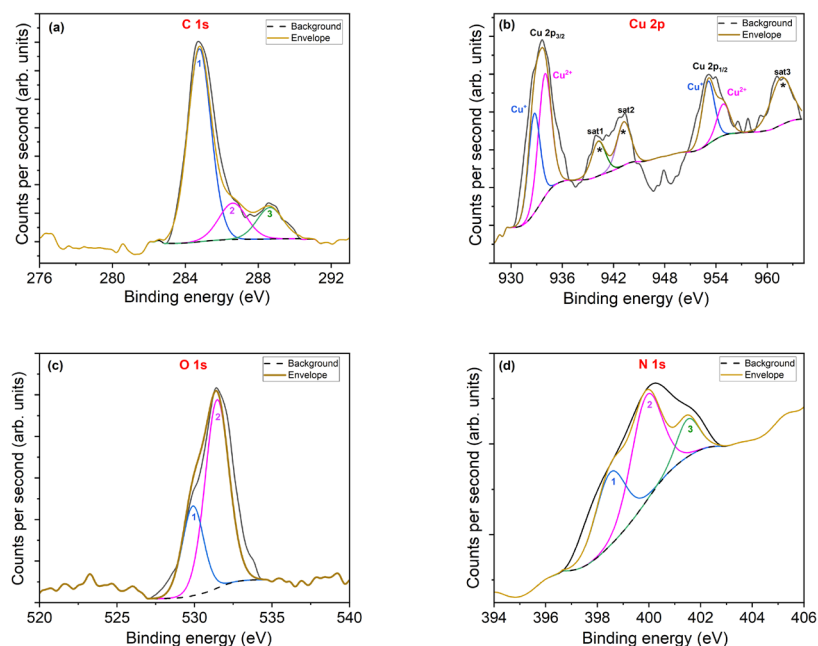 (a) C 1s
Background
Envelope
1
2
3
Counts per second (arb. units)
276 280 284 288 292
Binding energy (eV)
(b) Cu 2p
Background
Envelope
Cu 2p3/2
Cu2+
Cu+
sat1
*
sat2
*
Cu 2p1/2
Cu+
Cu2+
sat3
*
Counts per second (arb. units)
930 936 942 948 954 960
Binding energy (eV)
(c) O 1s
Background
Envelope
1
2
Counts per second (arb. units)
520 525 530 535 540
Binding energy (eV)
(d) N 1s
Background
Envelope
1
2
3
Counts per second (arb. units)
394 396 398 400 402 404 406
Binding energy (eV)